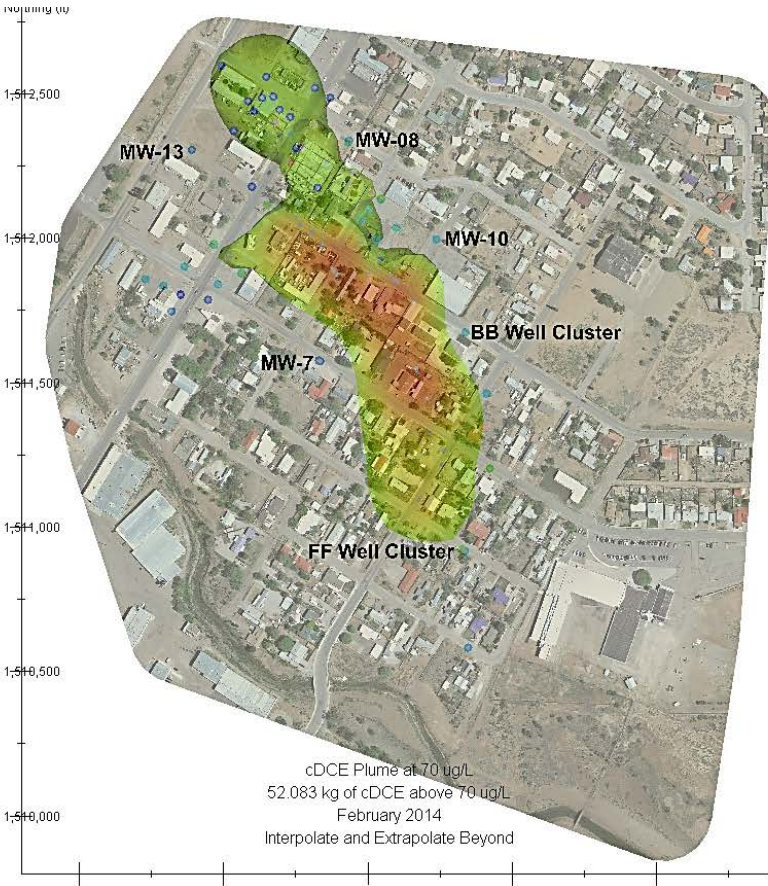 Northing (ft)
1,512,500
MW-13
MW-08
1,512,000
MW-10
BB Well Cluster
MW-7
1,511,500
1,511,000
FF Well Cluster
1,510,500
cDCE Plume at 70 ug/L
52.083 kg of cDCE above 70 ug/L
February 2014
1,510,000
Interpolate and Extrapolate Beyond